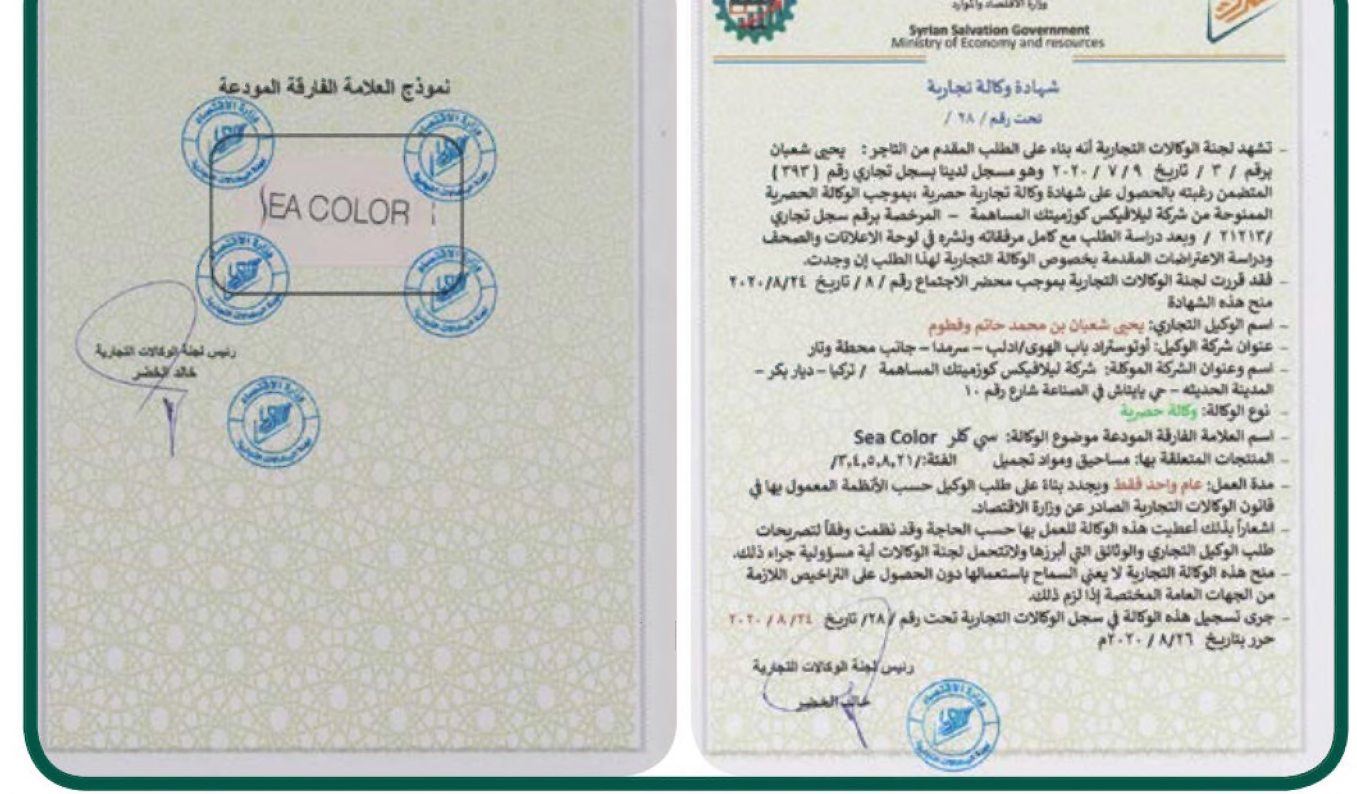 نموذج العلامة الفارقة المودعة
SEA COLOR
رئيس لجنة الوكالات التجارية
خالد الخضر
وزارة الاقتصاد والموارد
Syrian Salvation Government
Ministry of Economy and resources
شهادة وكالة تجارية
تحت رقم / ٢٨ /
- تشهد لجنة الوكالات التجارية أنه بناء على الطلب المقدم من التاجر : يحيى شعبان
برقم / ٣ / تاريخ ٩ / ٧ / ٢٠٢٠ وهو مسجل لدينا بسجل تجاري رقم ( ٣٩٣ )
المتضمن رغبته بالحصول على شهادة وكالة تجارية حصرية ،بموجب الوكالة الحصرية
الممنوحة من شركة ليلافيكس كوزميتك المساهمة – المرخصة برقم سجل تجاري
/٢١٢١٣ / وبعد دراسة الطلب مع كامل مرفقاته ونشره في لوحة الاعلانات والصحف
ودراسة الاعتراضات المقدمة بخصوص الوكالة التجارية لهذا الطلب إن وجدت.
- فقد قررت لجنة الوكالات التجارية بموجب محضر الاجتماع رقم / ٨ / تاريخ ٢٠٢٠/٨/٢٤
منح هذه الشهادة
- اسم الوكيل التجاري: يحيى شعبان بن محمد حاتم وفطوم
- عنوان شركة الوكيل: أوتوستراد باب الهوى/ادلب – سرمدا – جانب محطة وتار
- اسم وعنوان الشركة الموكلة: شركة ليلافيكس كوزميتك المساهمة / تركيا – ديار بكر –
المدينة الحديثه – حي بايتاش في الصناعة شارع رقم ١٠
- نوع الوكالة: وكالة حصرية
- اسم العلامة الفارقة المودعة موضوع الوكالة: سي كلر Sea Color
- المنتجات المتعلقة بها: مساحيق ومواد تجميل الفئة:/٣,٤,٥,٨,٢١/
- مدة العمل: عام واحد فقط ويجدد بناءً على طلب الوكيل حسب الأنظمة المعمول بها في
قانون الوكالات التجارية الصادر عن وزارة الاقتصاد.
- اشعاراً بذلك أعطيت هذه الوكالة للعمل بها حسب الحاجة وقد نظمت وفقاً لتصريحات
طلب الوكيل التجاري والوثائق التي أبرزها ولاتتحمل لجنة الوكالات أية مسؤولية جراء ذلك.
- منح هذه الوكالة التجارية لا يعني السماح باستعمالها دون الحصول على التراخيص اللازمة
من الجهات العامة المختصة إذا لزم ذلك.
- جرى تسجيل هذه الوكالة في سجل الوكالات التجارية تحت رقم /٢٨/ تاريخ ٢٤/ ٨ / ٢٠٢٠
حرر بتاريخ ٨/٢٦ / ٢٠٢٠م
رئيس لجنة الوكالات التجارية
خالد الخضر